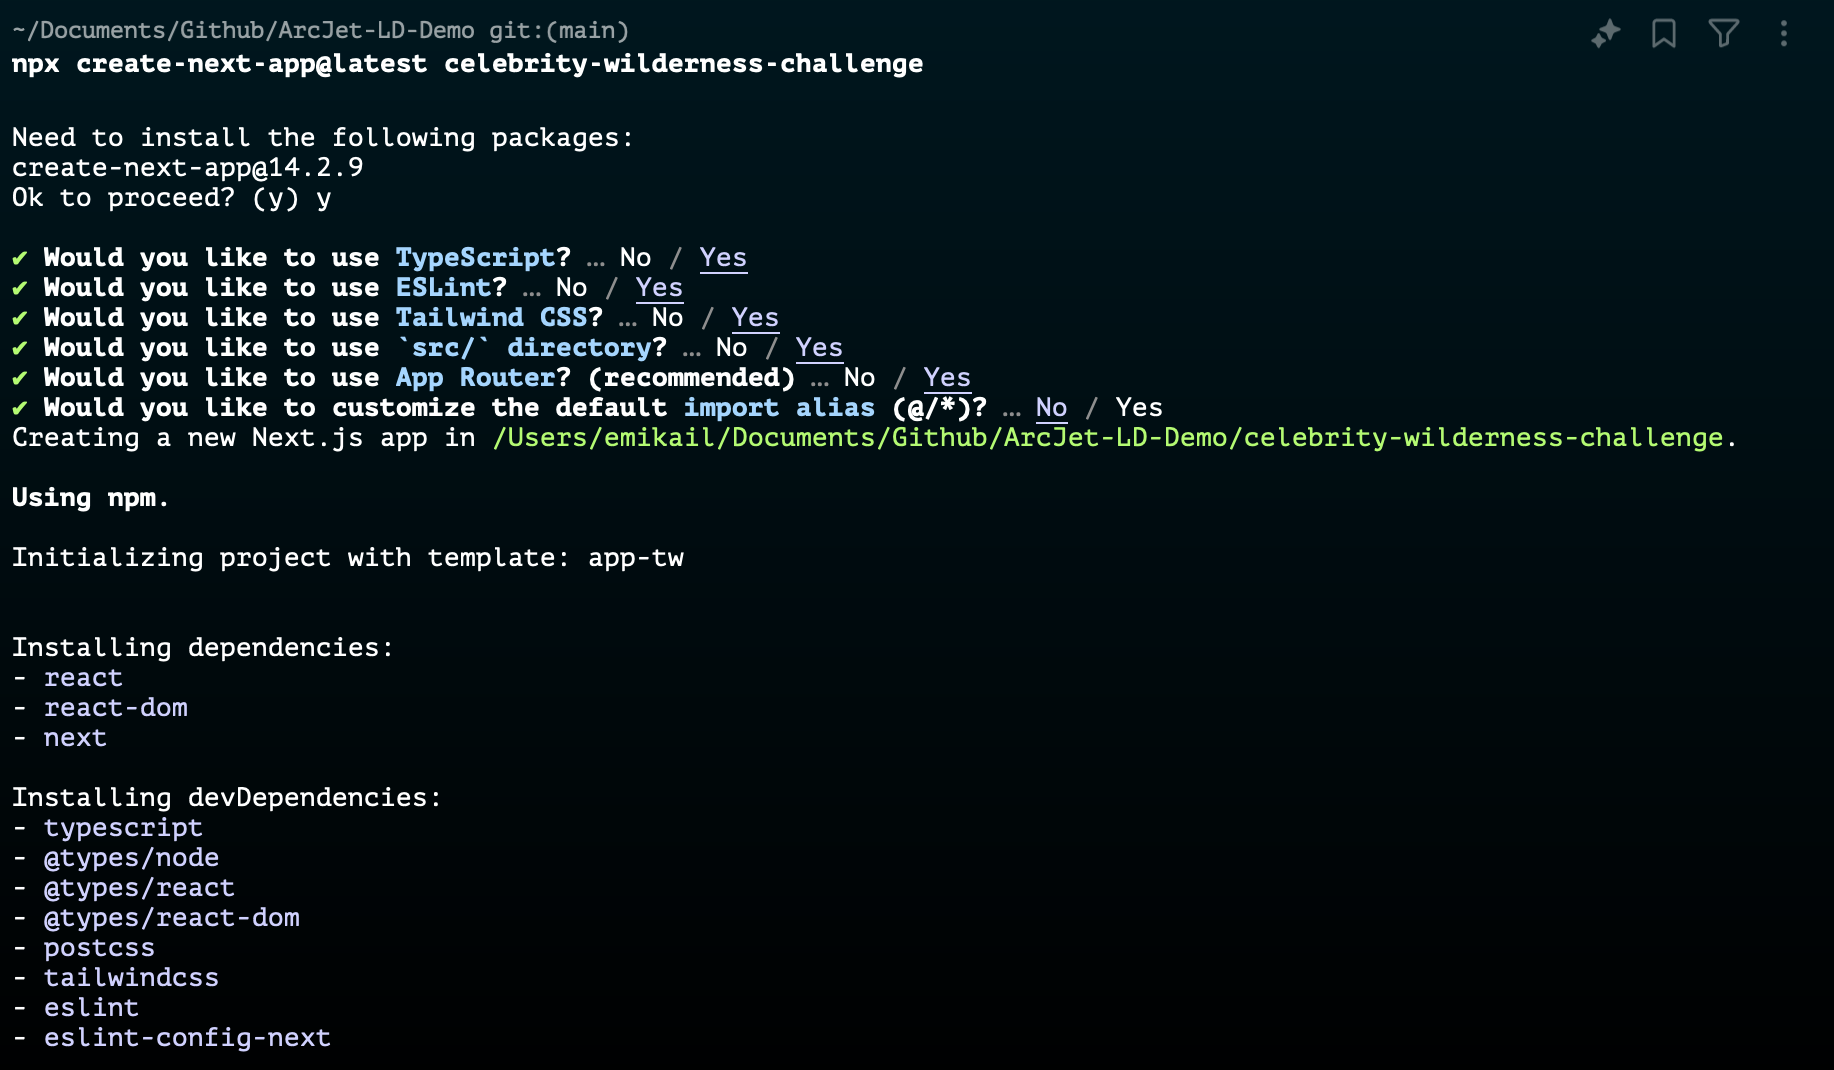 ~/Documents/Github/ArcJet-LD-Demo git:(main)
npx create-next-app@latest celebrity-wilderness-challenge
Need to install the following packages:
create-next-app@14.2.9
Ok to proceed? (y) y
✔ Would you like to use TypeScript? … No / Yes
✔ Would you like to use ESLint? … No / Yes
✔ Would you like to use Tailwind CSS? … No / Yes
✔ Would you like to use `src/` directory? … No / Yes
✔ Would you like to use App Router? (recommended) … No / Yes
✔ Would you like to customize the default import alias (@/*)? … No / Yes
Creating a new Next.js app in /Users/emikail/Documents/Github/ArcJet-LD-Demo/celebrity-wilderness-challenge.
Using npm.
Initializing project with template: app-tw
Installing dependencies:
- react
- react-dom
- next
Installing devDependencies:
- typescript
- @types/node
- @types/react
- @types/react-dom
- postcss
- tailwindcss
- eslint
- eslint-config-next